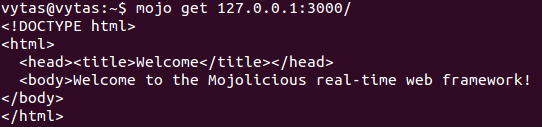 vytas@vytas:~$ mojo get 127.0.0.1:3000/
<!DOCTYPE html>
<html>
  <head><title>Welcome</title></head>
  <body>Welcome to the Mojolicious real-time web framework!
</body>
</html>